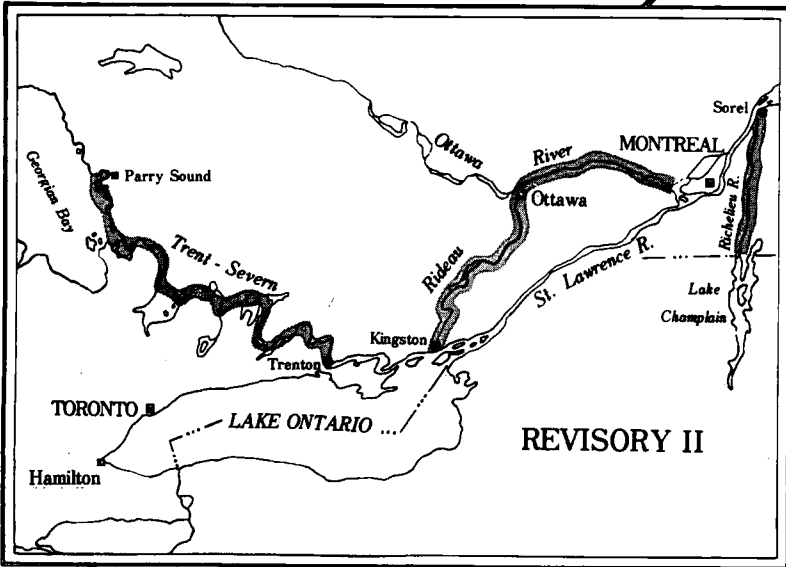 Sorel
MONTREAL
Ottawa
River
Georgian Bay
Parry Sound
Ottawa
Richelieu R.
Trent - Severn
Rideau
St. Lawrence R.
Lake
Champlain
Kingston
Trenton
TORONTO
LAKE ONTARIO
REVISORY II
Hamilton